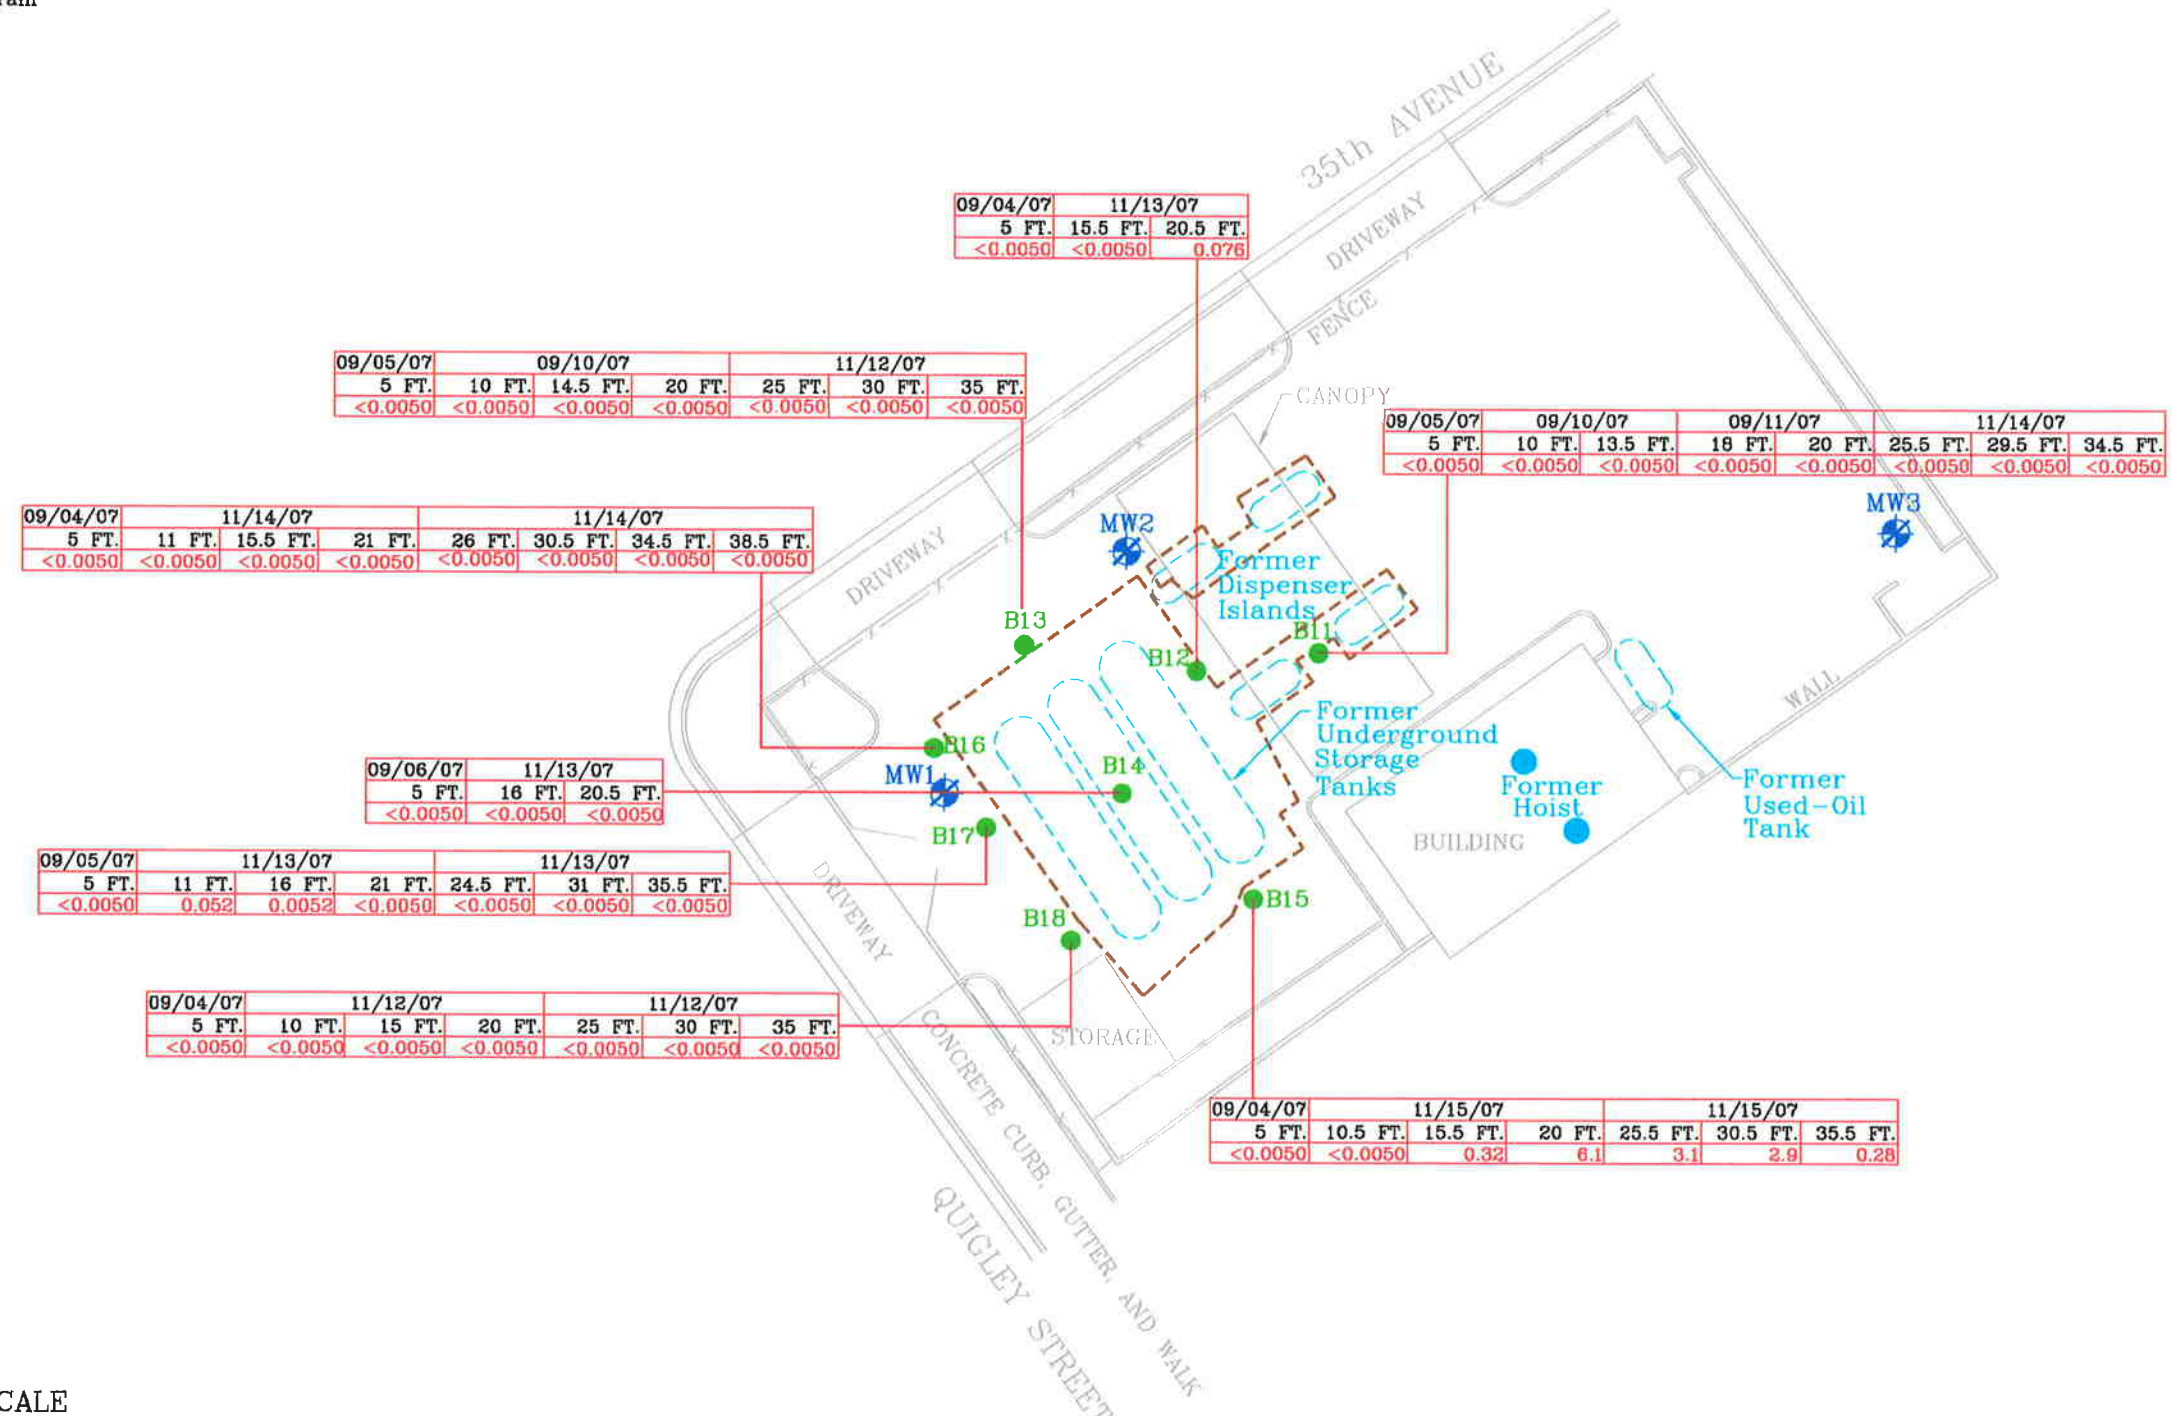 35th AVENUE
09/04/07 11/13/07
5 FT. 15.5 FT. 20.5 FT.
<0.0050 <0.0050 0.076
DRIVEWAY
FENCE
09/05/07 09/10/07 11/12/07
5 FT. 10 FT. 14.5 FT. 20 FT. 25 FT. 30 FT. 35 FT.
<0.0050 <0.0050 <0.0050 <0.0050 <0.0050 <0.0050 <0.0050
CANOPY
09/05/07 09/10/07 09/11/07 11/14/07
5 FT. 10 FT. 13.5 FT. 18 FT. 20 FT. 25.5 FT. 29.5 FT. 34.5 FT.
<0.0050 <0.0050 <0.0050 <0.0050 <0.0050 <0.0050 <0.0050 <0.0050
09/04/07 11/14/07 11/14/07
5 FT. 11 FT. 15.5 FT. 21 FT. 26 FT. 30.5 FT. 34.5 FT. 38.5 FT.
<0.0050 <0.0050 <0.0050 <0.0050 <0.0050 <0.0050 <0.0050 <0.0050
MW2
MW3
DRIVEWAY
Former
Dispenser
Islands
B13
B11
B12
WALL
Former
Underground
Storage
Tanks
B16
09/06/07 11/13/07
5 FT. 16 FT. 20.5 FT.
<0.0050 <0.0050 <0.0050
MW1
B14
Former
Hoist
Former
Used-Oil
Tank
B17
BUILDING
09/05/07 11/13/07 11/13/07
5 FT. 11 FT. 16 FT. 21 FT. 24.5 FT. 31 FT. 35.5 FT.
<0.0050 0.052 0.0052 <0.0050 <0.0050 <0.0050 <0.0050
DRIVEWAY
B18
B15
09/04/07 11/12/07 11/12/07
5 FT. 10 FT. 15 FT. 20 FT. 25 FT. 30 FT. 35 FT.
<0.0050 <0.0050 <0.0050 <0.0050 <0.0050 <0.0050 <0.0050
STORAGE
CONCRETE CURB, GUTTER, AND WALK
09/04/07 11/15/07 11/15/07
5 FT. 10.5 FT. 15.5 FT. 20 FT. 25.5 FT. 30.5 FT. 35.5 FT.
<0.0050 <0.0050 0.32 6.1 3.1 2.9 0.28
QUIGLEY STREET
CALE